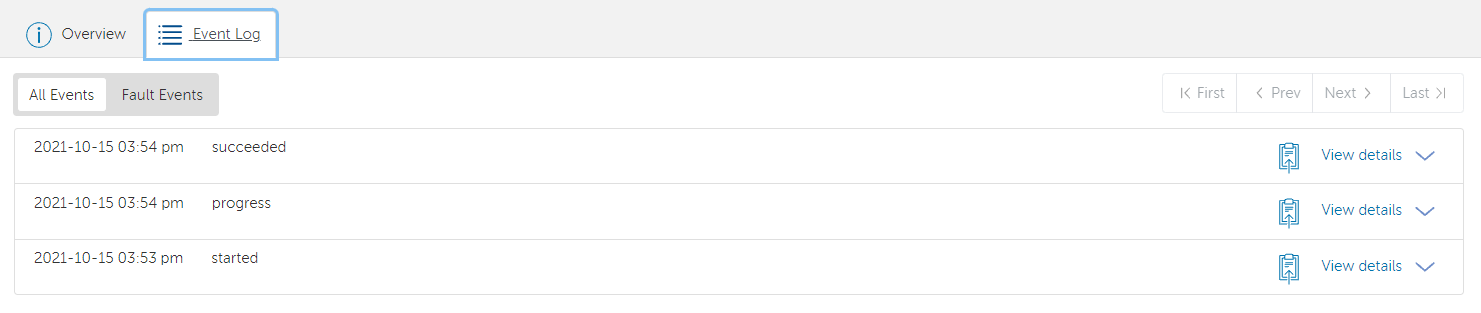 Overview Event Log
All Events Fault Events First Prev Next Last
2021-10-15 03:54 pm succeeded View details
2021-10-15 03:54 pm progress View details
2021-10-15 03:53 pm started View details